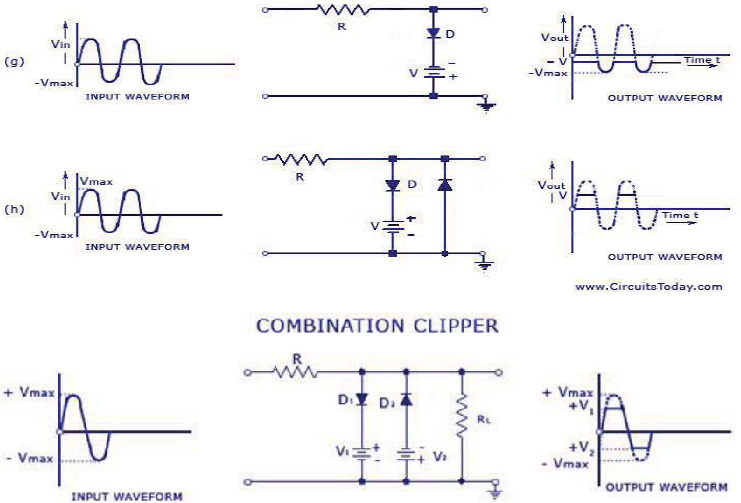 (g)
Vin
-Vmax
INPUT WAVEFORM
R
D
V
-
+
Vout
- V
-Vmax
Time t
OUTPUT WAVEFORM
(h)
Vmax
Vin
-Vmax
INPUT WAVEFORM
R
D
V
+
-
Vout
V
Time t
OUTPUT WAVEFORM
www.CircuitsToday.com
COMBINATION CLIPPER
+ Vmax
- Vmax
INPUT WAVEFORM
R
D1
D2
RL
V1
+
-
-
+
V2
+ Vmax
+V1
+V2
- Vmax
OUTPUT WAVEFORM